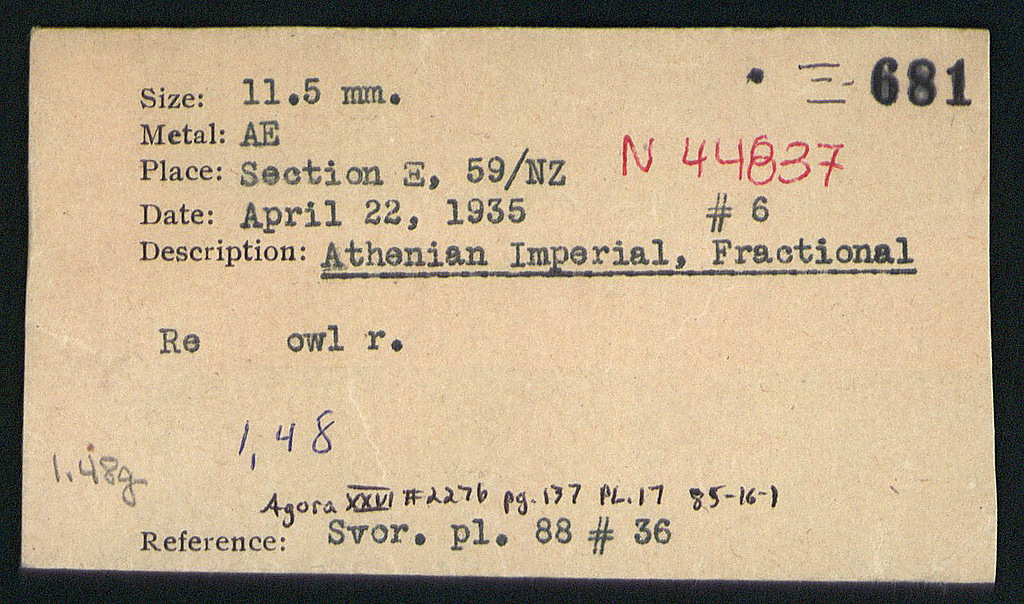 Ξ- 681
Size: 11.5 mm.
Metal: AE
Place: Section E, 59/NZ
N 44837
Date: April 22, 1935 # 6
Description: Athenian Imperial, Fractional
Re owl r.
1,48
1.48g
Agora XXVI #227b pg. 137 PL. 17 85-16-1
Reference: Svor. pl. 88 # 36